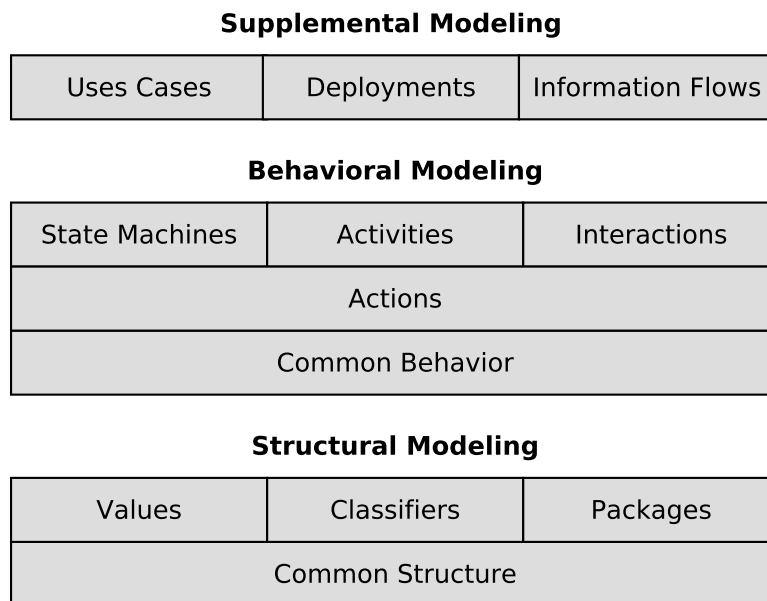 Supplemental Modeling
Uses Cases Deployments Information Flows
Behavioral Modeling
State Machines Activities Interactions
Actions
Common Behavior
Structural Modeling
Values Classifiers Packages
Common Structure